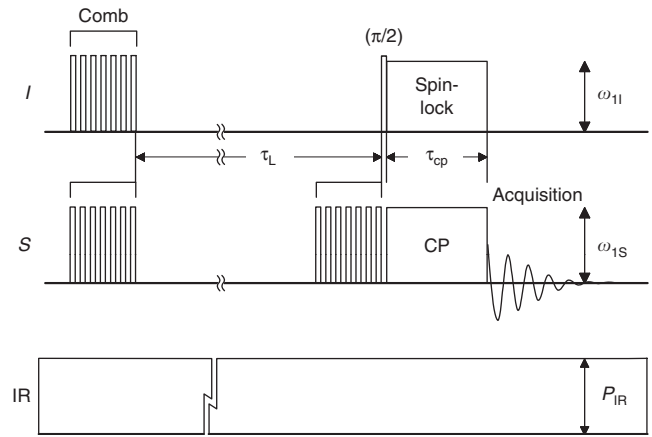 Comb
(π/2)
I
Spin-
lock
ω1I
τL
τcp
Acquisition
S
CP
ω1S
IR
PIR